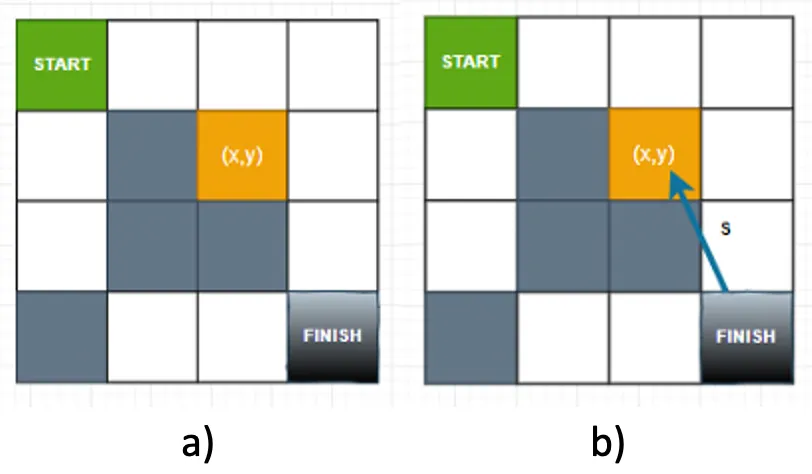 START
(x,y)
FINISH
a)
START
(x,y)
S
FINISH
b)